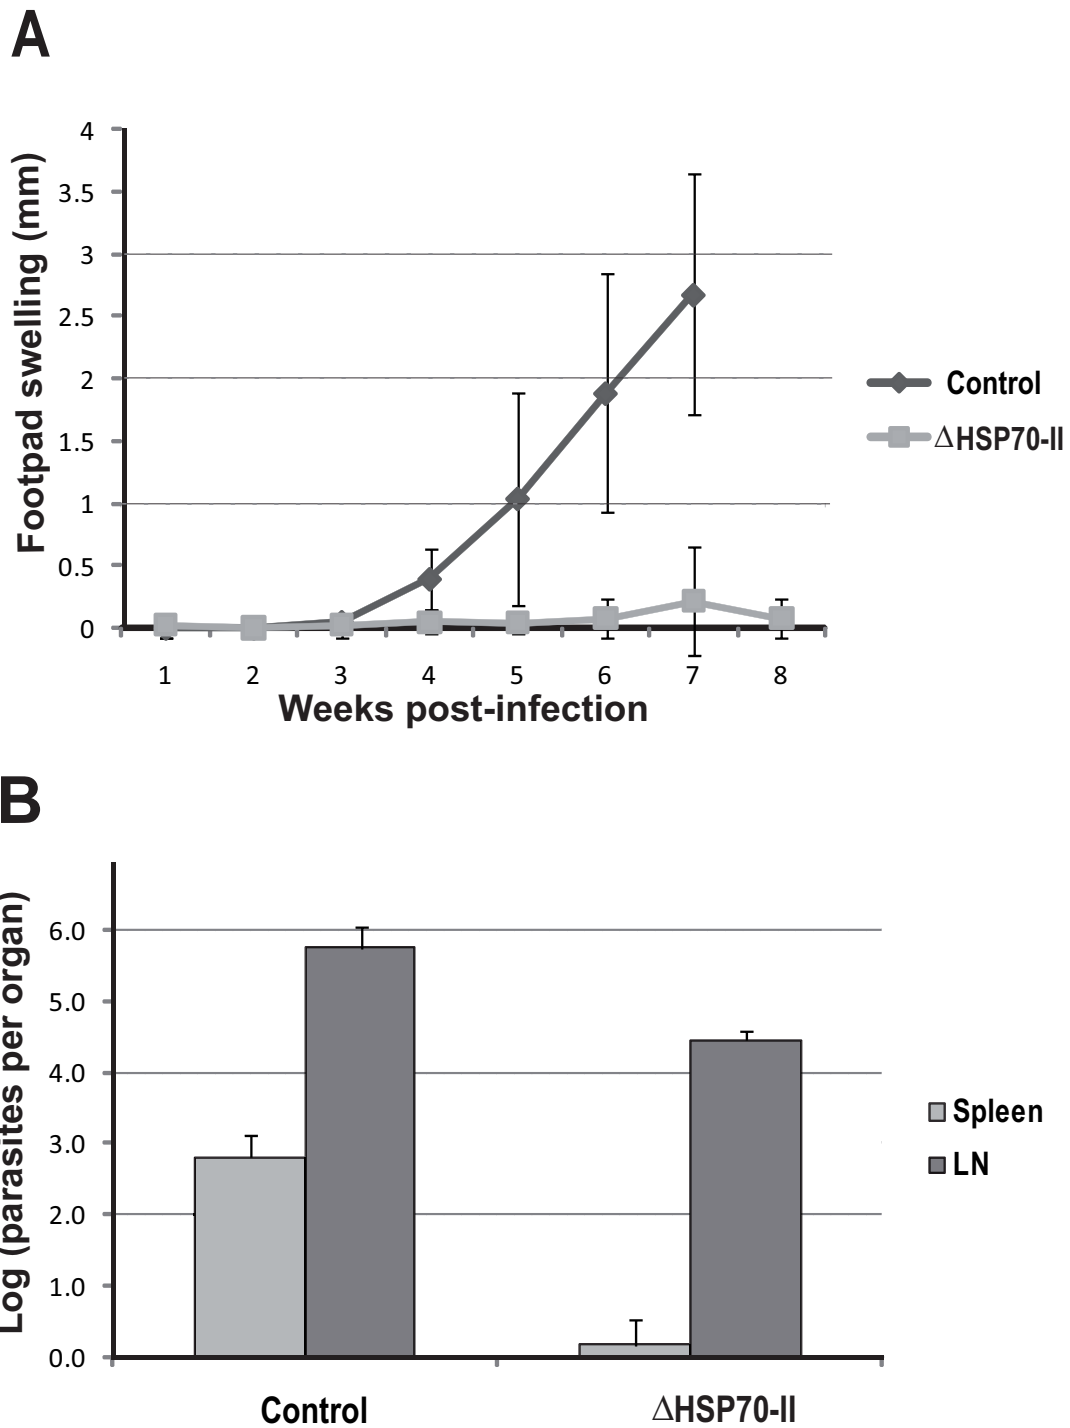 A
Footpad swelling (mm)
4
3.5
3
2.5
2
1.5
1
0.5
0
1 2 3 4 5 6 7 8
Weeks post-infection
Control
ΔHSP70-II
B
Log (parasites per organ)
6.0
5.0
4.0
3.0
2.0
1.0
0.0
Control ΔHSP70-II
Spleen
LN